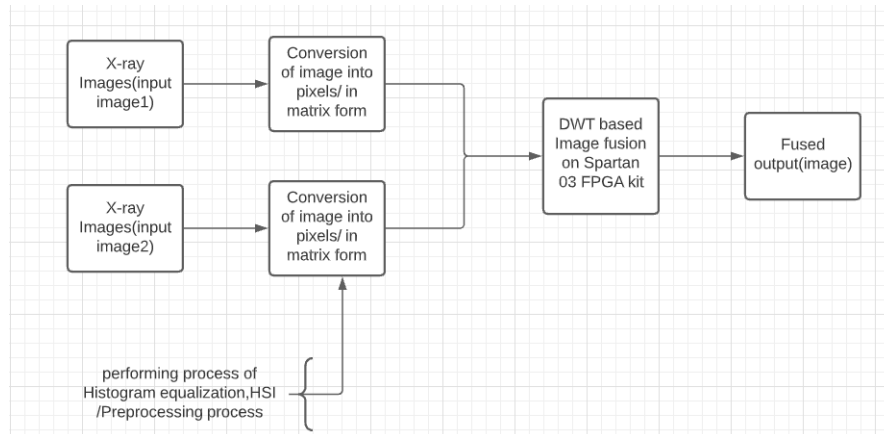 X-ray
Images(input
image1)
Conversion
of image into
pixels/ in
matrix form
DWT based
Image fusion
on Spartan
03 FPGA kit
Fused
output(image)
X-ray
Images(input
image2)
Conversion
of image into
pixels/ in
matrix form
performing process of
Histogram equalization,HSI
/Preprocessing process